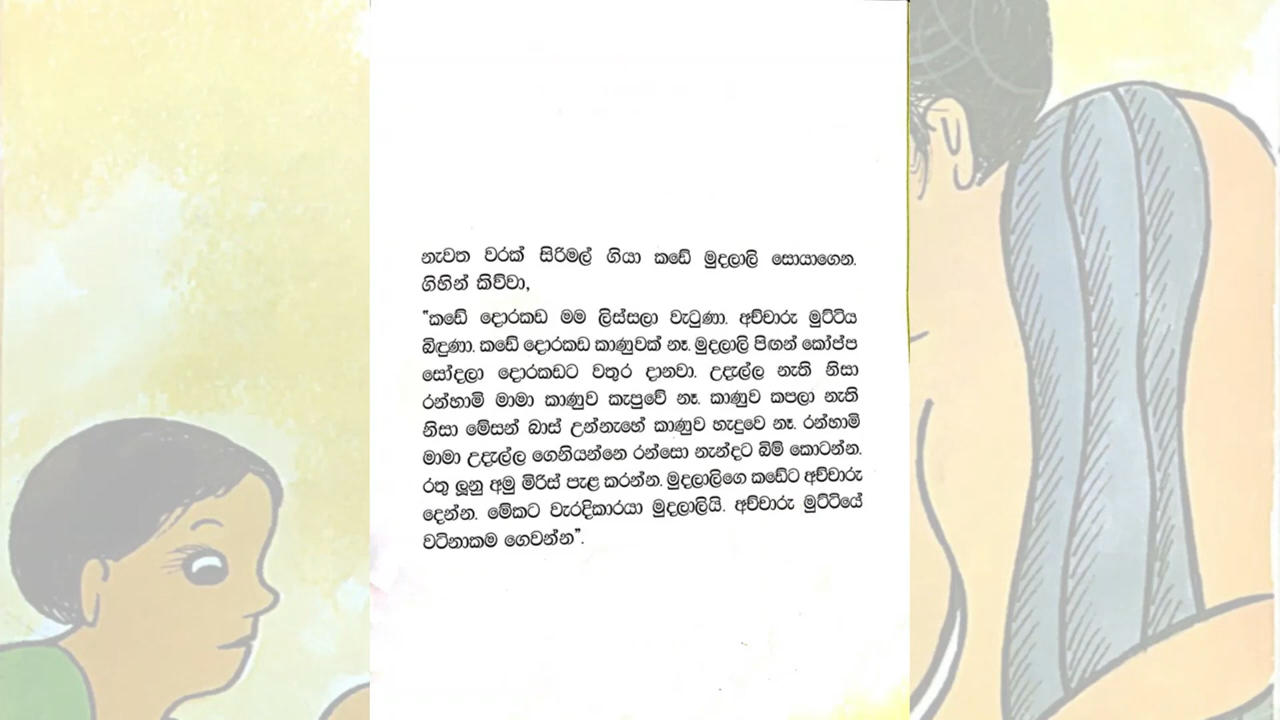 නැවත වරක් සිරිමල් ගියා කඩේ මුදලාලි සොයාගෙන.
ගිහින් කිව්වා,
"කඩේ දොරකඩ මම ලිස්සලා වැටුණා. අච්චාරු මුට්ටිය
බිඳුණා. කඩේ දොරකඩ කාණුවක් නෑ. මුදලාලි පිඟන් කෝප්ප
සෝදලා දොරකඩට වතුර දානවා. උදැල්ල නැති නිසා
රන්හාමි මාමා කාණුව කැපුවේ නෑ. කාණුව කපලා නැති
නිසා මේසන් බාස් උන්නැහේ කාණුව හැදුවෙ නෑ. රන්හාමි
මාමා උදැල්ල ගෙනියන්නෙ රන්සො නැන්දට බිම් කොටන්න.
රතු ලූනු අමු මිරිස් පැළ කරන්න. මුදලාලිගෙ කඩේට අච්චාරු
දෙන්න. මේකට වැරදිකාරයා මුදලාලියි. අච්චාරු මුට්ටියේ
වටිනාකම ගෙවන්න".